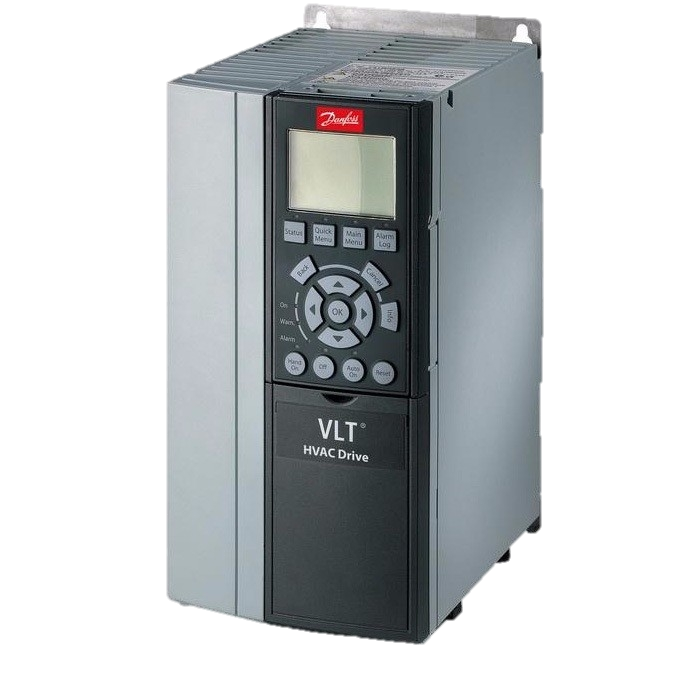 Danfoss
Status
Quick
Menu
Main
Menu
Alarm
Log
Back
Cancel
Info
OK
On
Warn.
Alarm
Hand
On
Off
Auto
On
Reset
VLT®
HVAC Drive